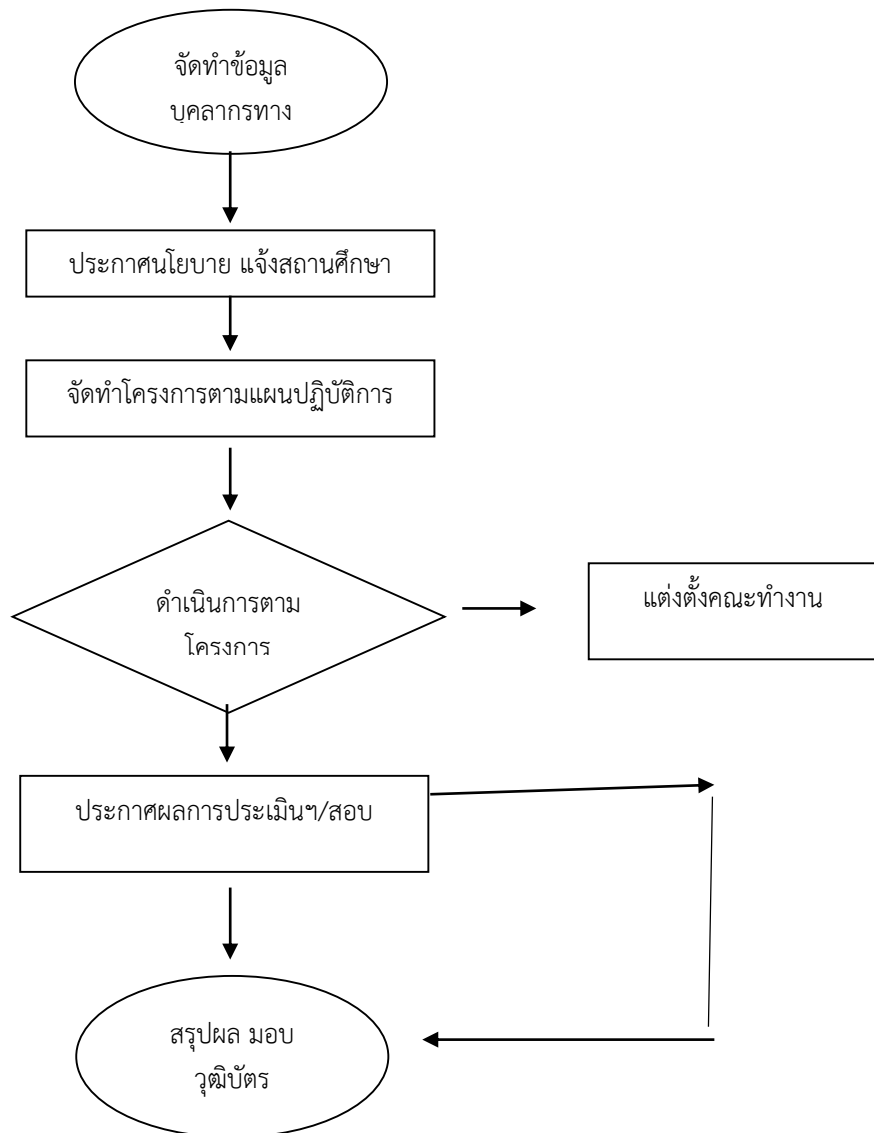 จัดทำข้อมูล
บุคลากรทาง
ประกาศนโยบาย แจ้งสถานศึกษา
จัดทำโครงการตามแผนปฏิบัติการ
ดำเนินการตาม
โครงการ
แต่งตั้งคณะทำงาน
ประกาศผลการประเมินฯ/สอบ
สรุปผล มอบ
วุฒิบัตร